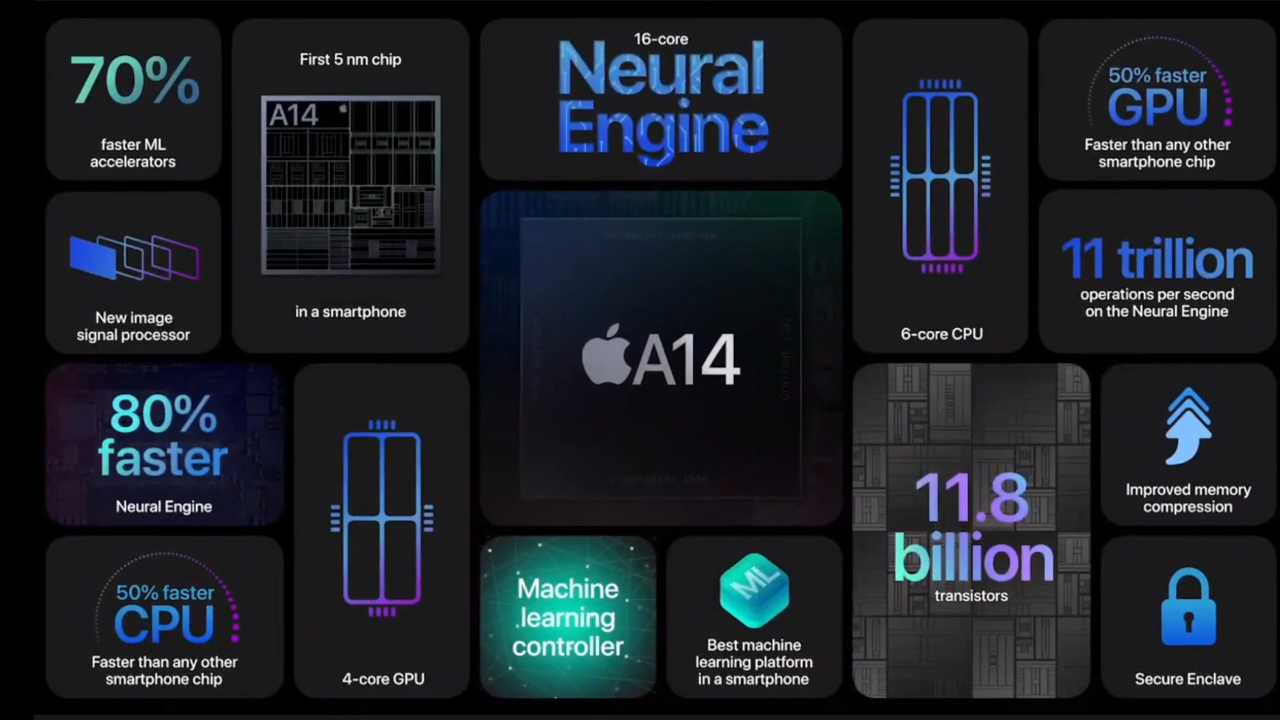 70%
faster ML
accelerators
First 5 nm chip
A14
in a smartphone
16-core
Neural
Engine
6-core CPU
50% faster
GPU
Faster than any other
smartphone chip
New image
signal processor
A14
11 trillion
operations per second
on the Neural Engine
80%
faster
Neural Engine
4-core GPU
11.8
billion
transistors
Improved memory
compression
50% faster
CPU
Faster than any other
smartphone chip
Machine
learning
controller
ML
Best machine
learning platform
in a smartphone
Secure Enclave